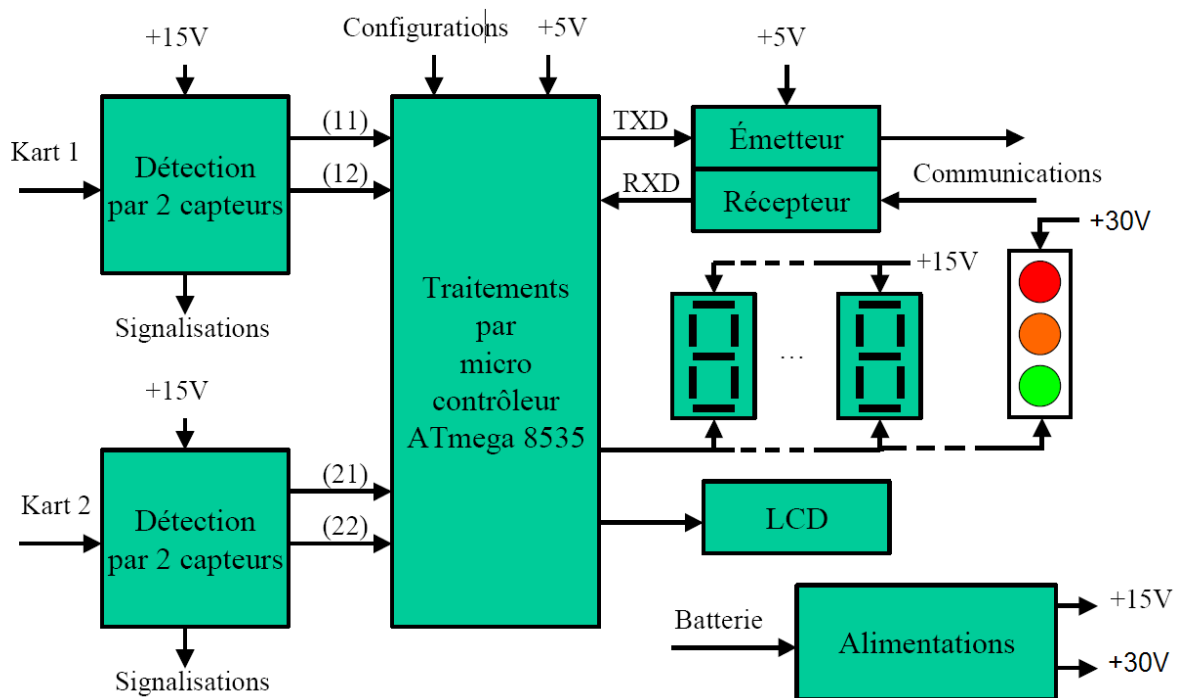 Configurations
+15V
+5V
+5V
Kart 1
Détection
par 2 capteurs
(11)
(12)
Signalisations
Traitements
par
micro
contrôleur
ATmega 8535
TXD
RXD
Émetteur
Récepteur
Communications
+30V
+15V
...
+15V
Kart 2
Détection
par 2 capteurs
(21)
(22)
Signalisations
LCD
Batterie
Alimentations
+15V
+30V